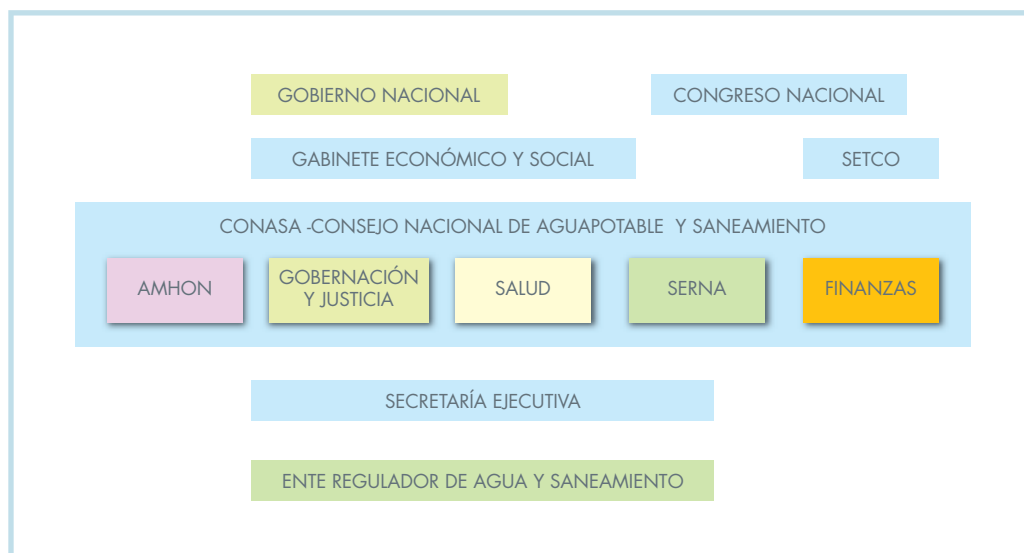 GOBIERNO NACIONAL
CONGRESO NACIONAL
GABINETE ECONÓMICO Y SOCIAL
SETCO
CONASA -CONSEJO NACIONAL DE AGUAPOTABLE Y SANEAMIENTO
AMHON
GOBERNACIÓN
Y JUSTICIA
SALUD
SERNA
FINANZAS
SECRETARÍA EJECUTIVA
ENTE REGULADOR DE AGUA Y SANEAMIENTO